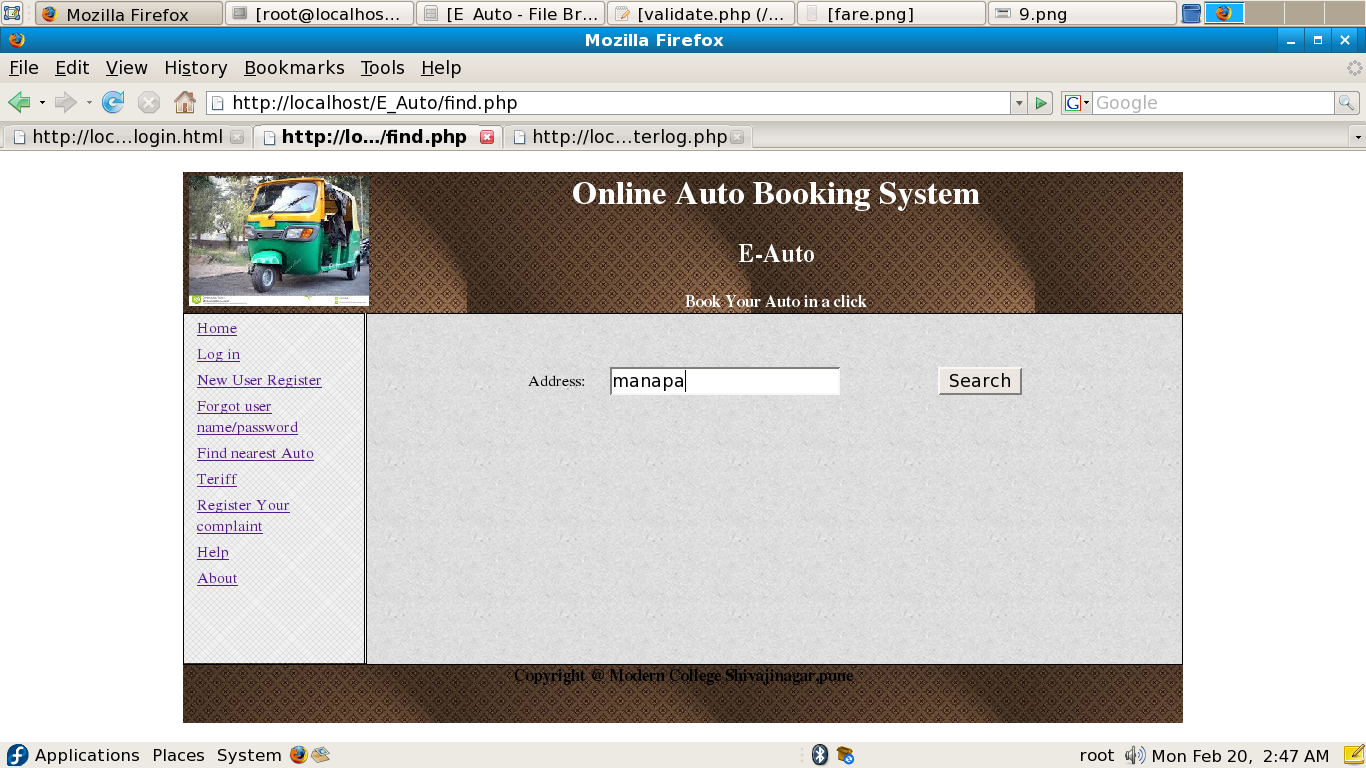 Mozilla Firefox
[root@localhos...
[E_Auto - File Br...
[validate.php (/...
[fare.png]
9.png
Mozilla Firefox
File Edit View History Bookmarks Tools Help
http://localhost/E_Auto/find.php
G
Google
http://loc...login.html
http://lo.../find.php
http://loc...terlog.php
Online Auto Booking System
E-Auto
Book Your Auto in a click
Home
Log in
New User Register
Forgot user
name/password
Find nearest Auto
Teriff
Register Your
complaint
Help
About
Address:
manapa
Search
Copyright @ Modern College Shivajinagar,pune
Applications Places System
root
Mon Feb 20, 2:47 AM